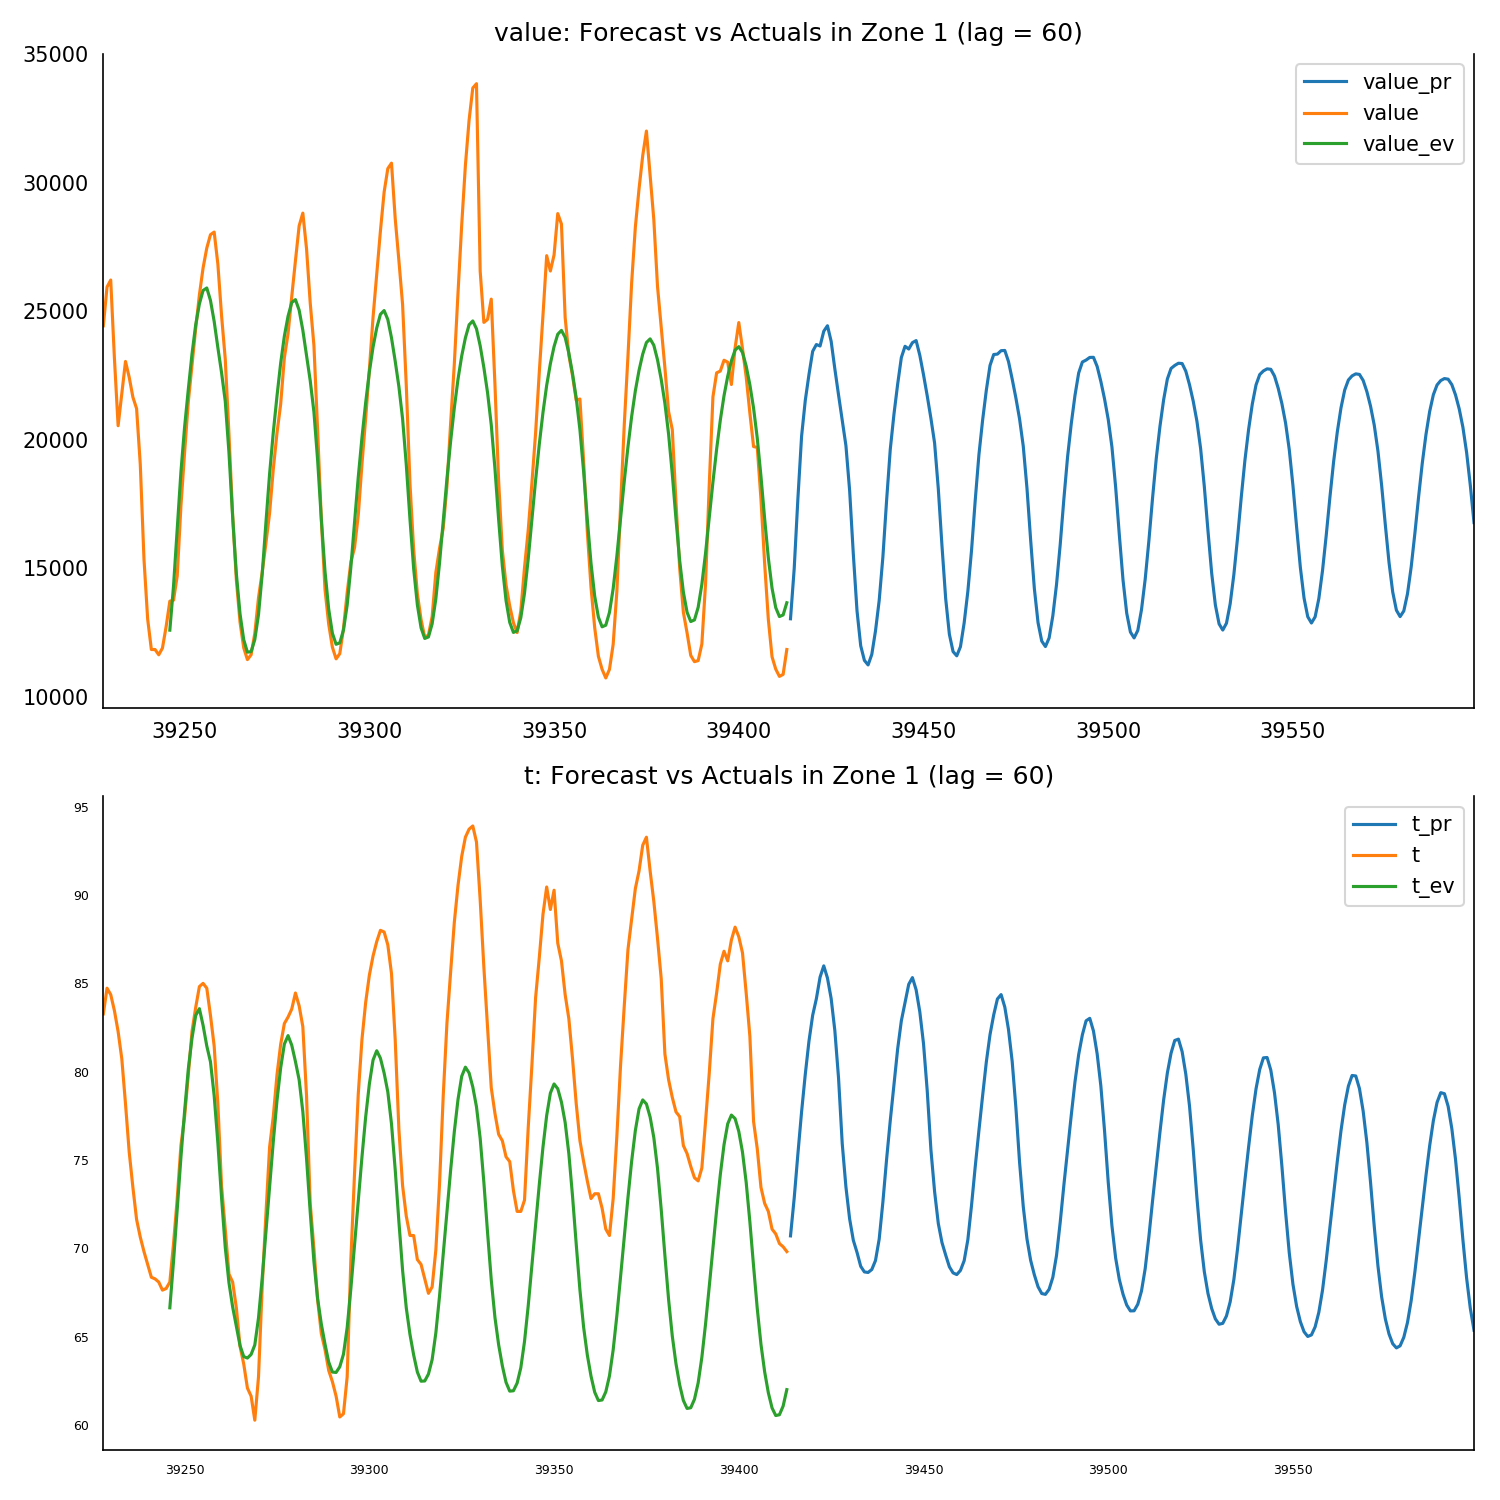 value: Forecast vs Actuals in Zone 1 (lag = 60)
35000
30000
25000
20000
15000
10000
value_pr
value
value_ev
39250 39300 39350 39400 39450 39500 39550
t: Forecast vs Actuals in Zone 1 (lag = 60)
95
90
85
80
75
70
65
60
t_pr
t
t_ev
39250 39300 39350 39400 39450 39500 39550